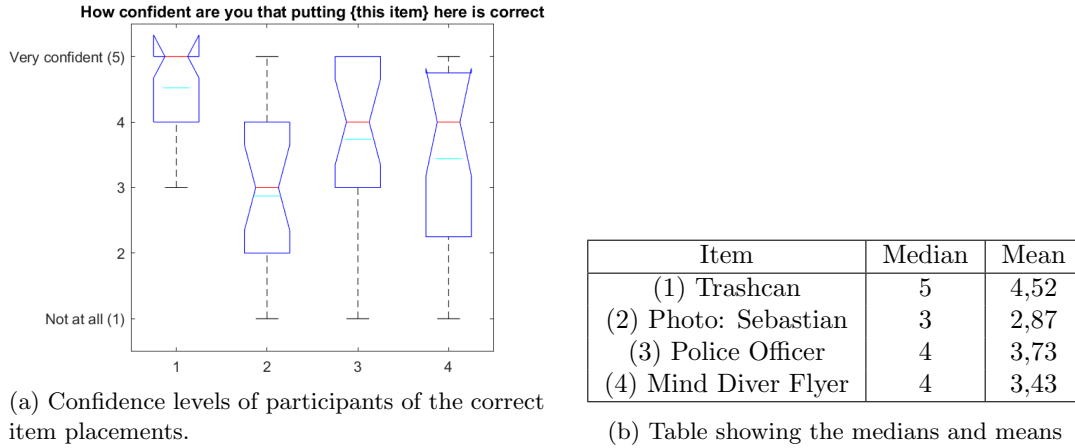 How confident are you that putting {this item} here is correct
Very confident (5)
4
3
2
Not at all (1)
1 2 3 4
(a) Confidence levels of participants of the correct
item placements.
Item Median Mean
(1) Trashcan 5 4,52
(2) Photo: Sebastian 3 2,87
(3) Police Officer 4 3,73
(4) Mind Diver Flyer 4 3,43
(b) Table showing the medians and means